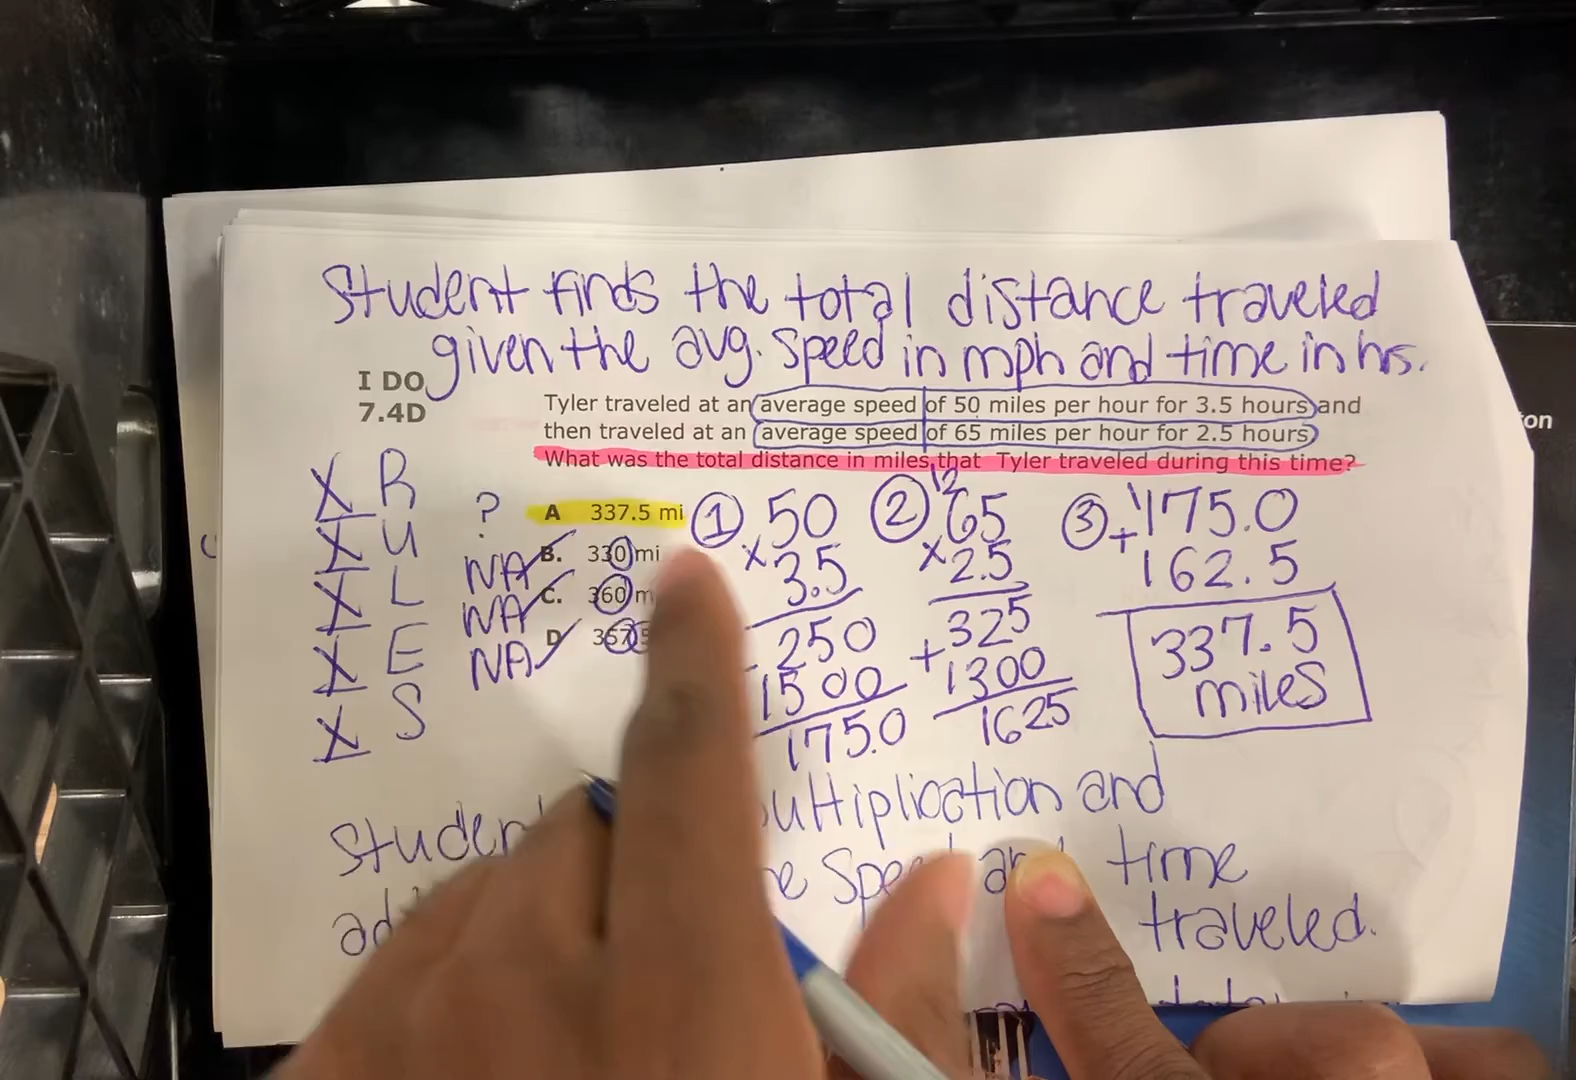 Student finds the total distance traveled
given the avg. speed in mph and time in hrs.
I DO
7.4D
Tyler traveled at an average speed of 50 miles per hour for 3.5 hours and
then traveled at an average speed of 65 miles per hour for 2.5 hours
What was the total distance in miles that Tyler traveled during this time?
X R
X U
X L
X E
X S
? A 337.5 mi
NA B. 330 mi
NA C. 360 m
NA D
① 50
x 3.5
250
1500
175.0
② 12
65
x 2.5
325
+ 1300
1625
③ 1
175.0
+ 162.5
337.5
miles
and
time
traveled.
on